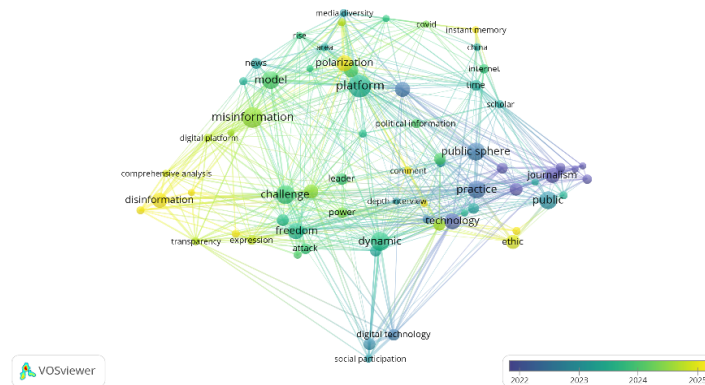 media diversity
covid
instant memory
rise
area
china
news
polarization
internet
model
platform
time
scholar
misinformation
political information
digital platform
public sphere
comprehensive analysis
comment
journalism
leader
disinformation
challenge
practice
depth interview
public
power
technology
freedom
transparency
expression
attack
dynamic
ethic
digital technology
social participation
VOSviewer
2022 2023 2024 2025